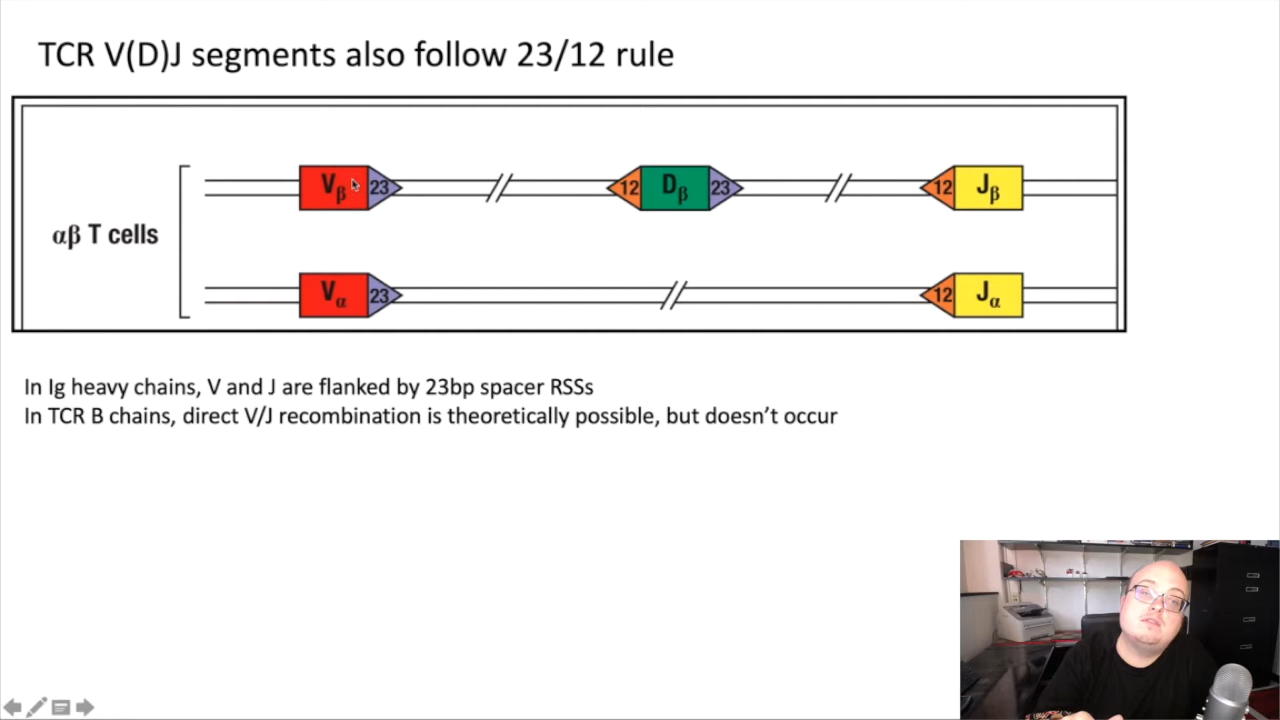 TCR V(D)J segments also follow 23/12 rule
Vβ 23 12 Dβ 23 12 Jβ
αβ T cells
Vα 23 12 Jα
In Ig heavy chains, V and J are flanked by 23bp spacer RSSs
In TCR B chains, direct V/J recombination is theoretically possible, but doesn’t occur